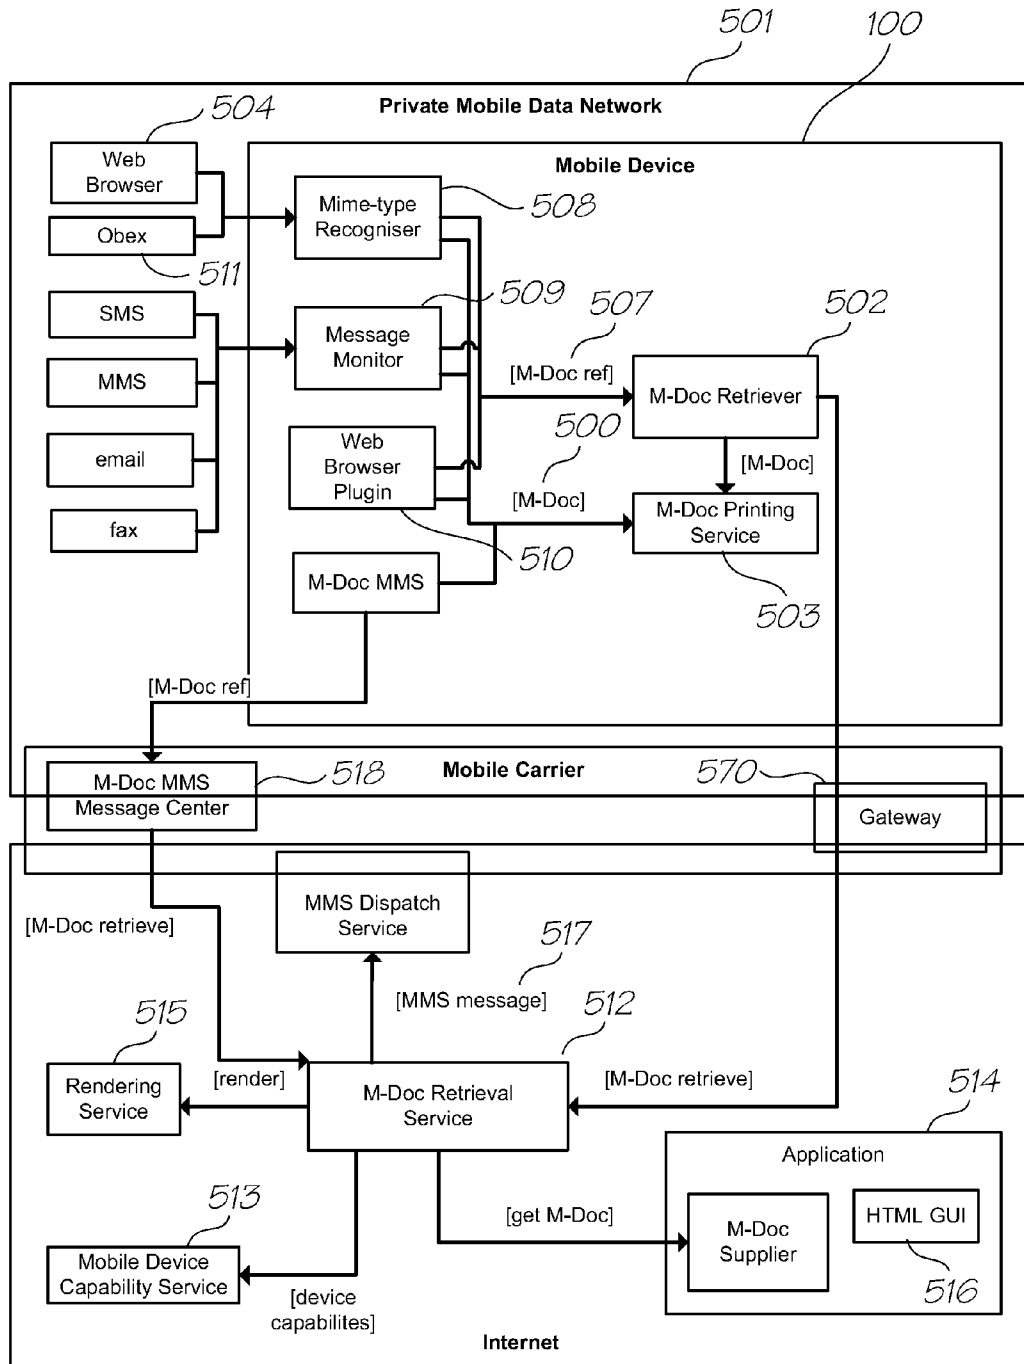 501
100
Private Mobile Data Network
504
Web
Browser
Mobile Device
Mime-type
Recogniser
508
Obex
511
509
507
502
SMS
Message
Monitor
MMS
[M-Doc ref]
M-Doc Retriever
500
email
Web
Browser
Plugin
[M-Doc]
[M-Doc]
fax
M-Doc Printing
Service
510
M-Doc MMS
503
[M-Doc ref]
M-Doc MMS
Message Center
518
Mobile Carrier
570
Gateway
MMS Dispatch
Service
[M-Doc retrieve]
517
[MMS message]
512
515
[render]
Rendering
Service
M-Doc Retrieval
Service
[M-Doc retrieve]
514
Application
513
[get M-Doc]
M-Doc
Supplier
HTML GUI
Mobile Device
Capability Service
516
[device
capabilites]
Internet